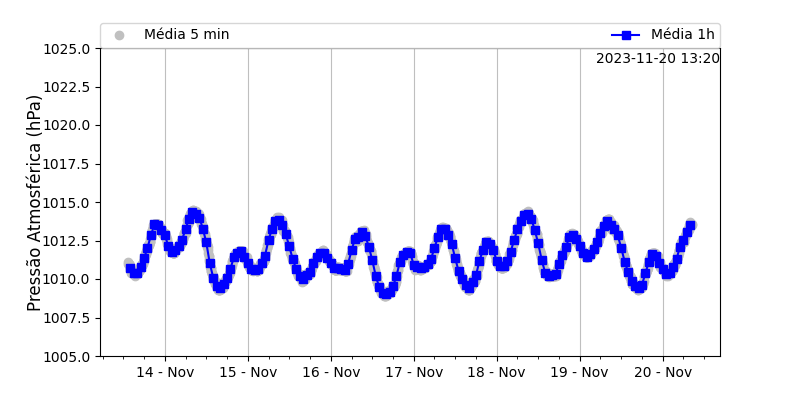 Média 5 min
Média 1h
2023-11-20 13:20
Pressão Atmosférica (hPa)
1025.0
1022.5
1020.0
1017.5
1015.0
1012.5
1010.0
1007.5
1005.0
14 - Nov
15 - Nov
16 - Nov
17 - Nov
18 - Nov
19 - Nov
20 - Nov